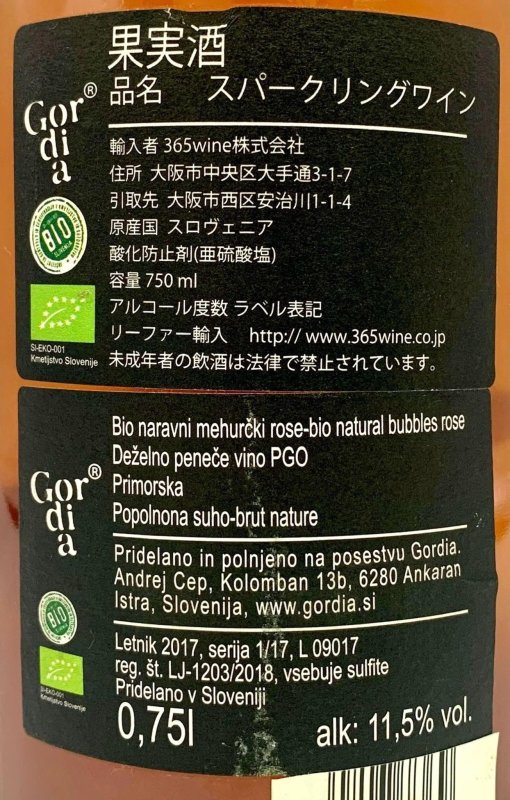 果実酒
品名 スパークリングワイン
Gor
di
a
®
輸入者 365wine株式会社
住所 大阪市中央区大手通3-1-7
引取先 大阪市西区安治川1-1-4
原産国 スロヴェニア
酸化防止剤(亜硫酸塩)
容量 750 ml
アルコール度数 ラベル表記
リーファー輸入 http:// www.365wine.co.jp
未成年者の飲酒は法律で禁止されています。
BIO
SI-EKO-001
Kmetijstvo Slovenije
Gor
di
a
®
Bio naravni mehurčki rose-bio natural bubbles rose
Deželno peneče vino PGO
Primorska
Popolnona suho-brut nature
Pridelano in polnjeno na posestvu Gordia.
Andrej Cep, Kolomban 13b, 6280 Ankaran
Istra, Slovenija, www.gordia.si
BIO
SI-EKO-001
Kmetijstvo Slovenije
Letnik 2017, serija 1/17, L 09017
reg. št. LJ-1203/2018, vsebuje sulfite
Pridelano v Sloveniji
0,75l alk: 11,5% vol.